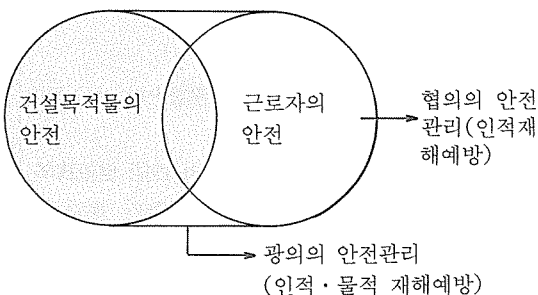 건설목적물의
안전
근로자의
안전
협의의 안전
관리(인적재
해예방)
광의의 안전관리
(인적·물적 재해예방)